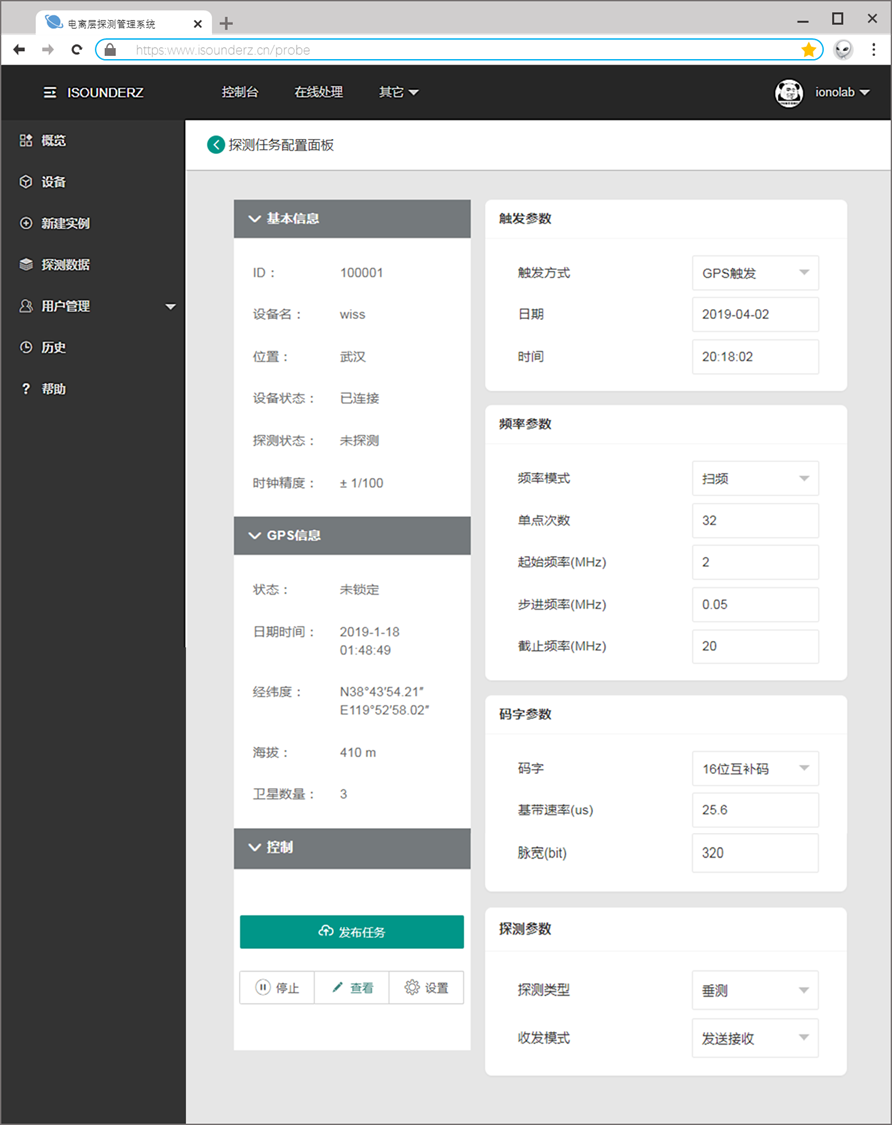 电离层探测管理系统
https:www.isounderz.cn/probe
ISOUNDERZ
控制台
在线处理
其它
ionolab
概览
设备
新建实例
探测数据
用户管理
历史
帮助
探测任务配置面板
基本信息
ID： 100001
设备名： wiss
位置： 武汉
设备状态： 已连接
探测状态： 未探测
时钟精度： ± 1/100
GPS信息
状态： 未锁定
日期时间： 2019-1-18
01:48:49
经纬度： N38°43′54.21″
E119°52′58.02″
海拔： 410 m
卫星数量： 3
控制
发布任务
停止 查看 设置
触发参数
触发方式 GPS触发
日期 2019-04-02
时间 20:18:02
频率参数
频率模式 扫频
单点次数 32
起始频率(MHz) 2
步进频率(MHz) 0.05
截止频率(MHz) 20
码字参数
码字 16位互补码
基带速率(us) 25.6
脉宽(bit) 320
探测参数
探测类型 垂测
收发模式 发送接收